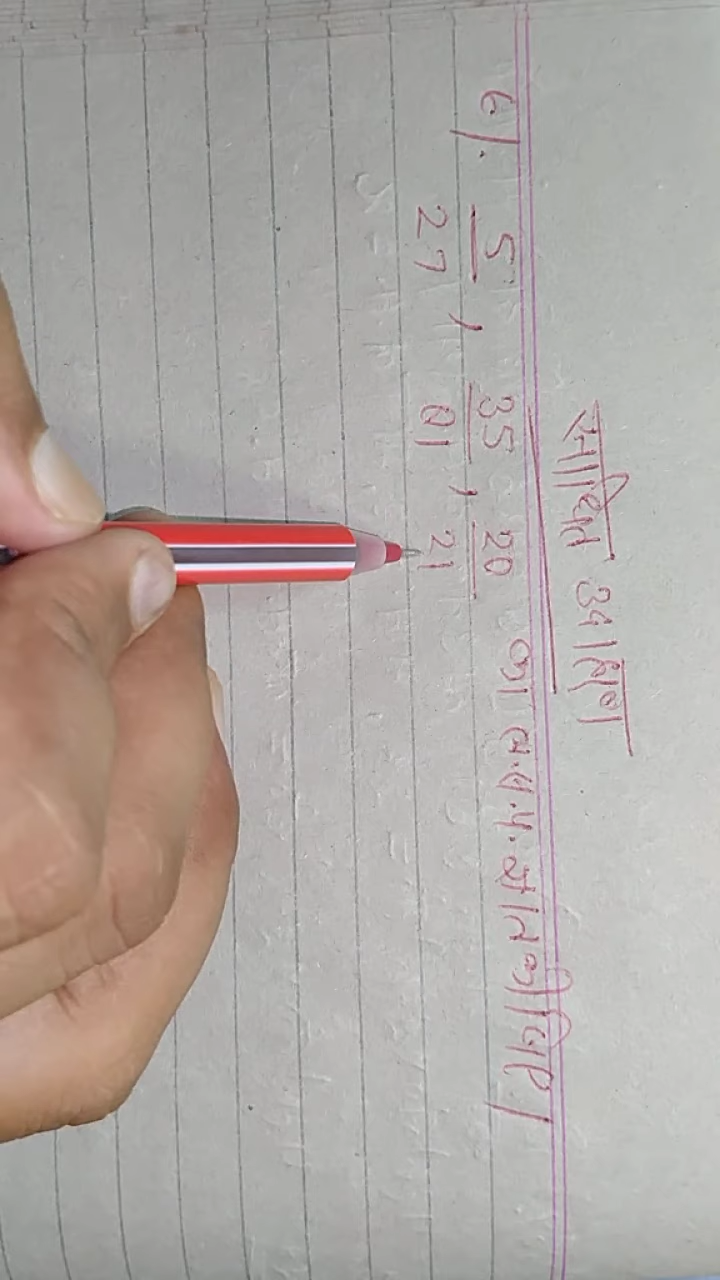 साधित उदाहरण
6). 5/27, 35/81, 20/21 का ल.स.प. ज्ञात कीजिए।